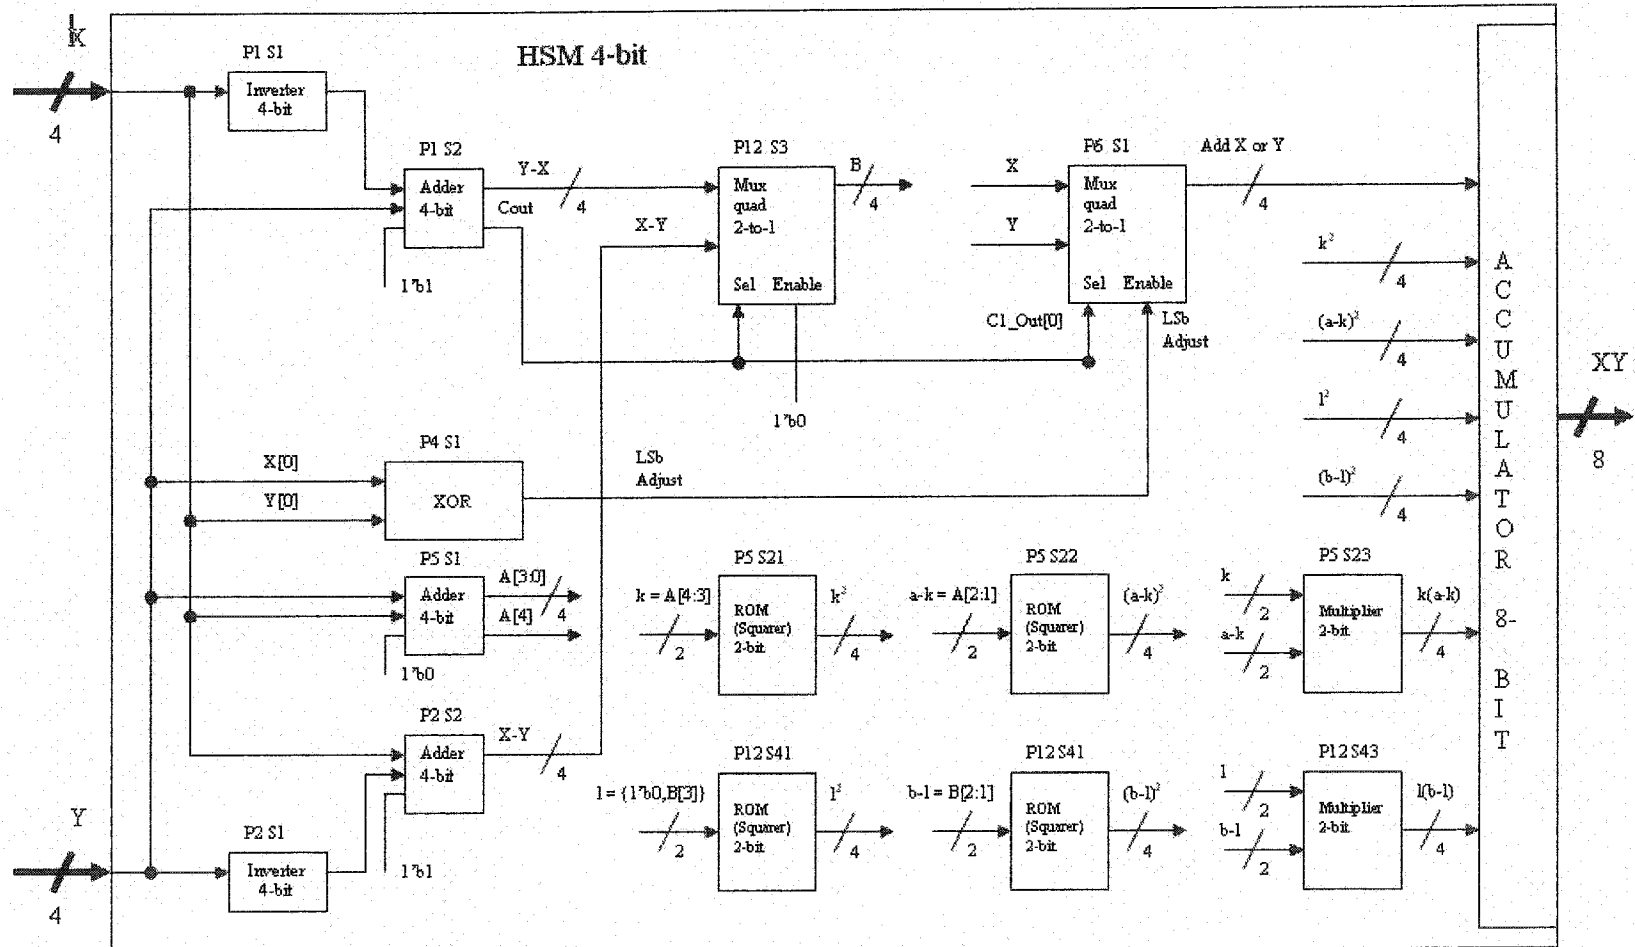 K
HSM 4-bit
P1 S1
Inverter
4-bit
4
P1 S2
Adder
4-bit
Y-X
4
Cout
1'b1
P12 S3
Mux
quad
2-to-1
Sel Enable
X-Y
B
4
1'b0
P6 S1
X
Y
Mux
quad
2-to-1
Sel Enable
C1_Out[0]
LSb
Adjust
Add X or Y
4
k²
4
(a-k)²
4
l²
4
(b-l)²
4
ACCUMULATOR 8-BIT
XY
8
P4 S1
X[0]
Y[0]
XOR
LSb
Adjust
P5 S1
Adder
4-bit
A[3:0]
4
A[4]
1'b0
P5 S21
k = A[4:3]
2
ROM
(Squarer)
2-bit
k²
4
P5 S22
a-k = A[2:1]
2
ROM
(Squarer)
2-bit
(a-k)²
4
P5 S23
k
2
a-k
2
Multiplier
2-bit
k(a-k)
4
P2 S2
Adder
4-bit
X-Y
4
1'b1
P12 S41
l = {1'b0,B[3]}
2
ROM
(Squarer)
2-bit
l²
4
P12 S41
b-l = B[2:1]
2
ROM
(Squarer)
2-bit
(b-l)²
4
P12 S43
l
2
b-l
2
Multiplier
2-bit
l(b-l)
4
Y
4
P2 S1
Inverter
4-bit